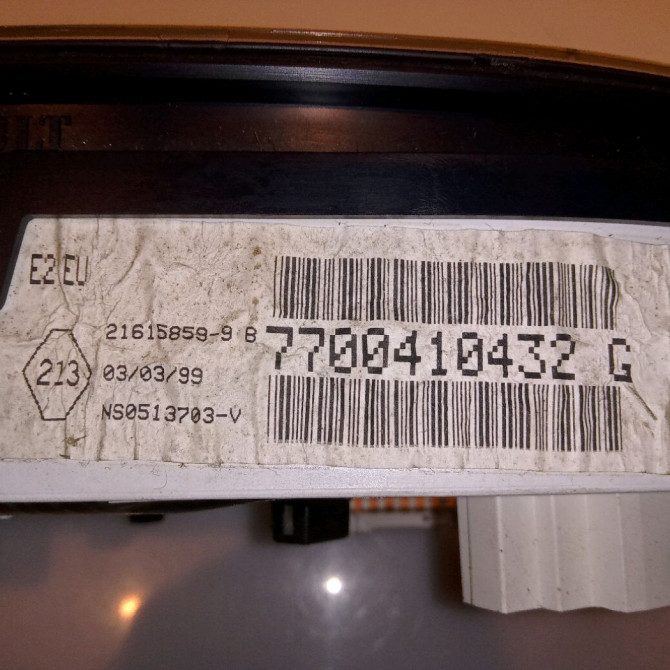 E2 EU
213
21615859-9 B
03/03/99
NS0513703-V
7700410432 G